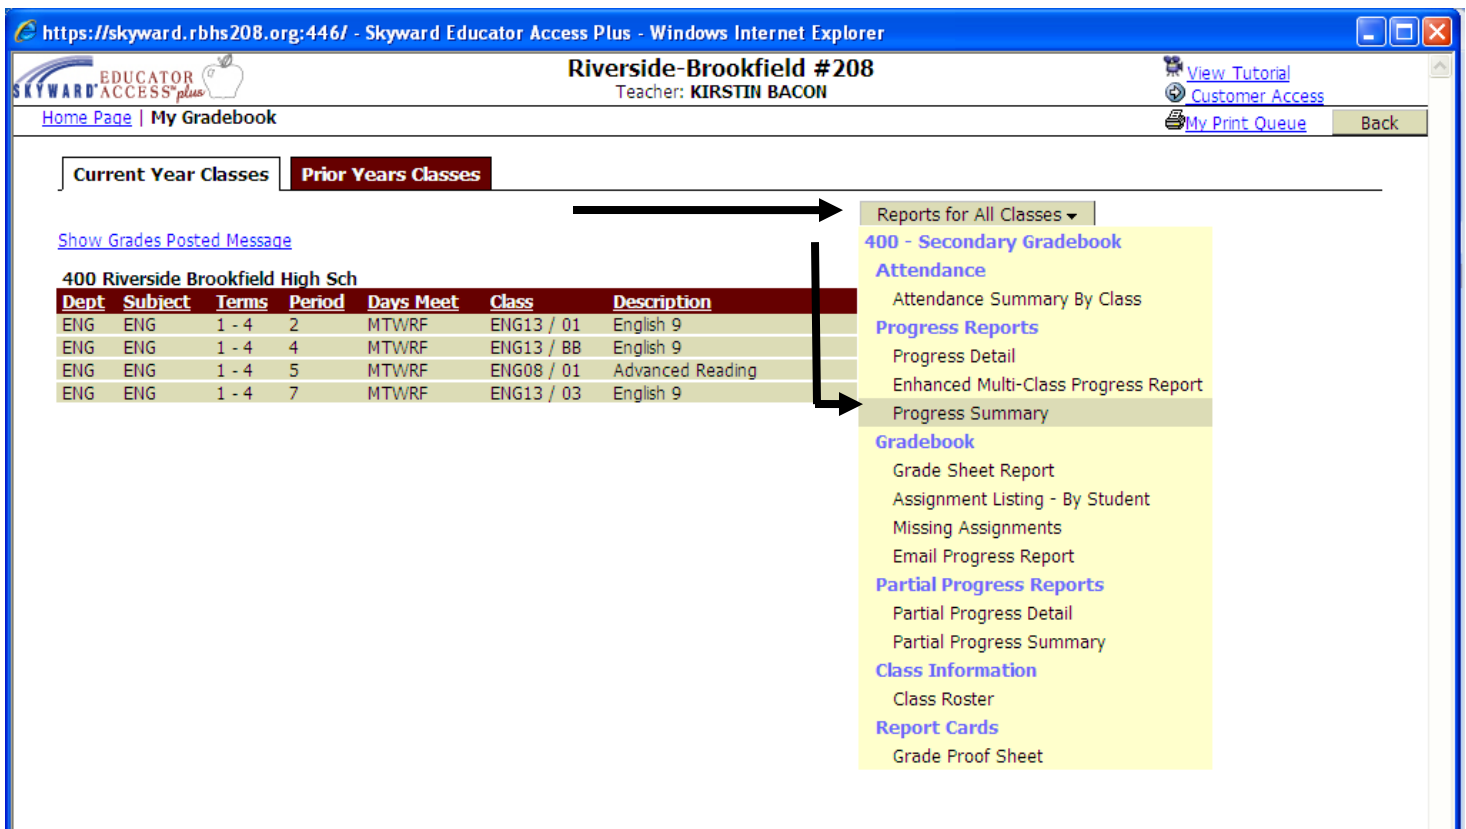 https://skyward.rbhs208.org:446/ - Skyward Educator Access Plus - Windows Internet Explorer
SKYWARD® EDUCATOR ACCESS plus
Riverside-Brookfield #208
Teacher: KIRSTIN BACON
View Tutorial
Customer Access
Home Page | My Gradebook
My Print Queue
Back
Current Year Classes
Prior Years Classes
Reports for All Classes
Show Grades Posted Message
400 Riverside Brookfield High Sch
Dept Subject Terms Period Days Meet Class Description
ENG ENG 1 - 4 2 MTWRF ENG13 / 01 English 9
ENG ENG 1 - 4 4 MTWRF ENG13 / BB English 9
ENG ENG 1 - 4 5 MTWRF ENG08 / 01 Advanced Reading
ENG ENG 1 - 4 7 MTWRF ENG13 / 03 English 9
400 - Secondary Gradebook
Attendance
Attendance Summary By Class
Progress Reports
Progress Detail
Enhanced Multi-Class Progress Report
Progress Summary
Gradebook
Grade Sheet Report
Assignment Listing - By Student
Missing Assignments
Email Progress Report
Partial Progress Reports
Partial Progress Detail
Partial Progress Summary
Class Information
Class Roster
Report Cards
Grade Proof Sheet